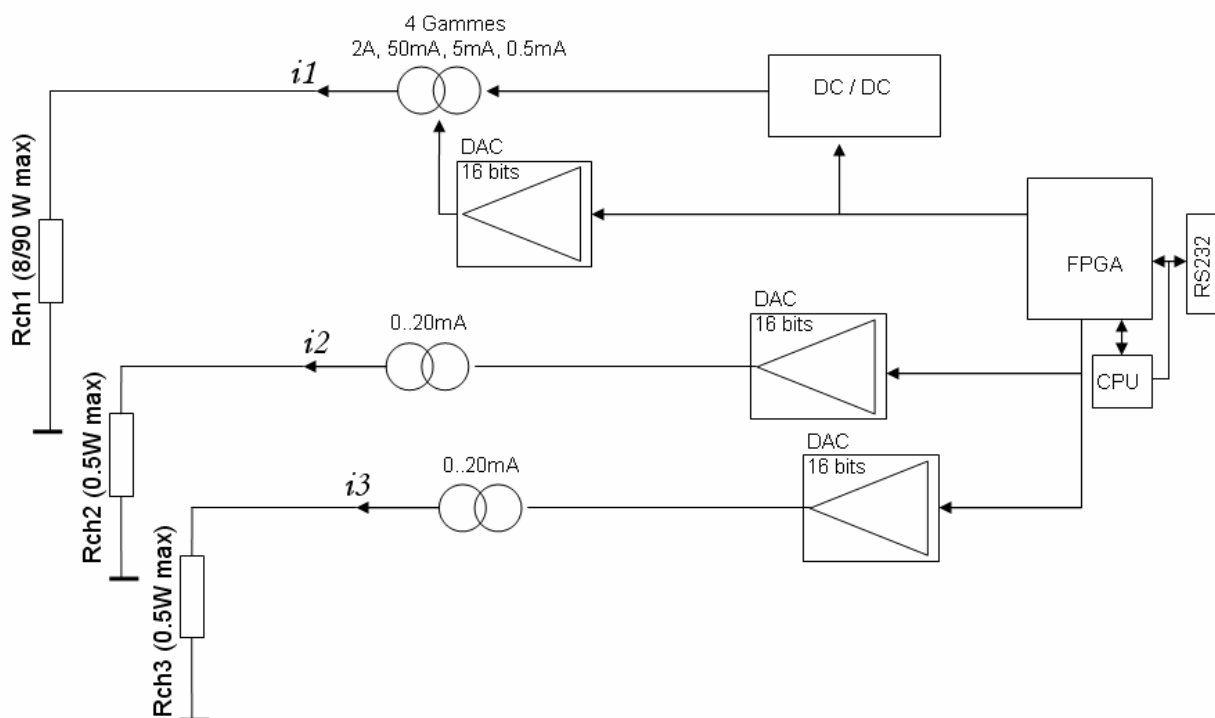 4 Gammes
2A, 50mA, 5mA, 0.5mA
i1
DC / DC
DAC
16 bits
Rch1 (8/90 W max)
FPGA
RS232
CPU
DAC
16 bits
0..20mA
i2
Rch2 (0.5W max)
DAC
16 bits
0..20mA
i3
Rch3 (0.5W max)